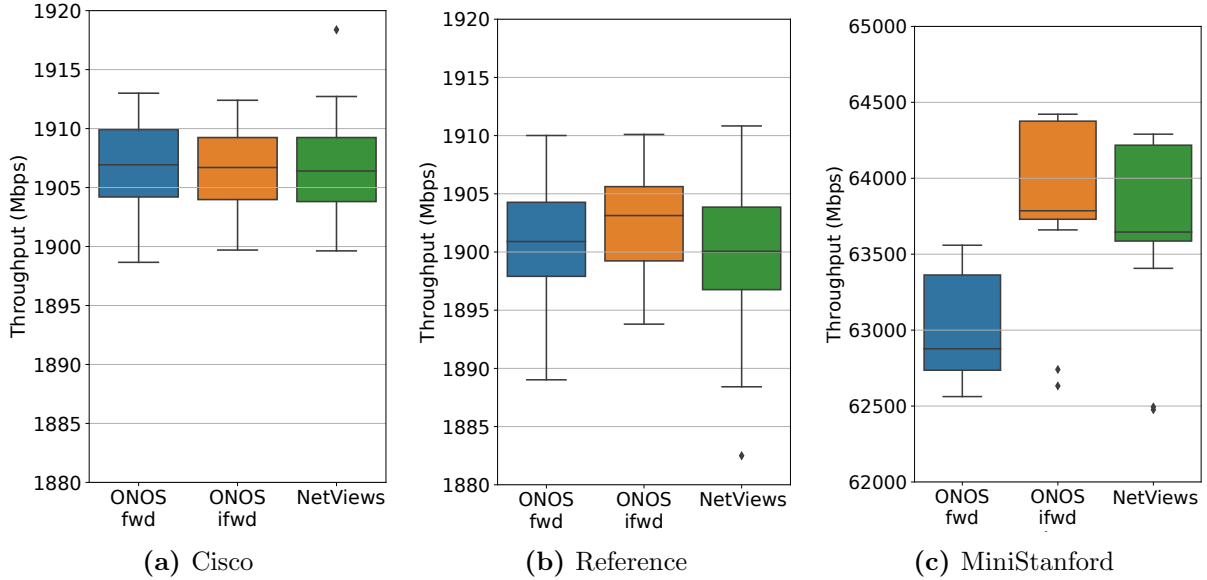 Throughput (Mbps)
1920
1915
1910
1905
1900
1895
1890
1885
1880
ONOS
fwd
ONOS
ifwd
NetViews
(a) Cisco
Throughput (Mbps)
1920
1915
1910
1905
1900
1895
1890
1885
1880
ONOS
fwd
ONOS
ifwd
NetViews
(b) Reference
Throughput (Mbps)
65000
64500
64000
63500
63000
62500
62000
ONOS
fwd
ONOS
ifwd
NetViews
(c) MiniStanford